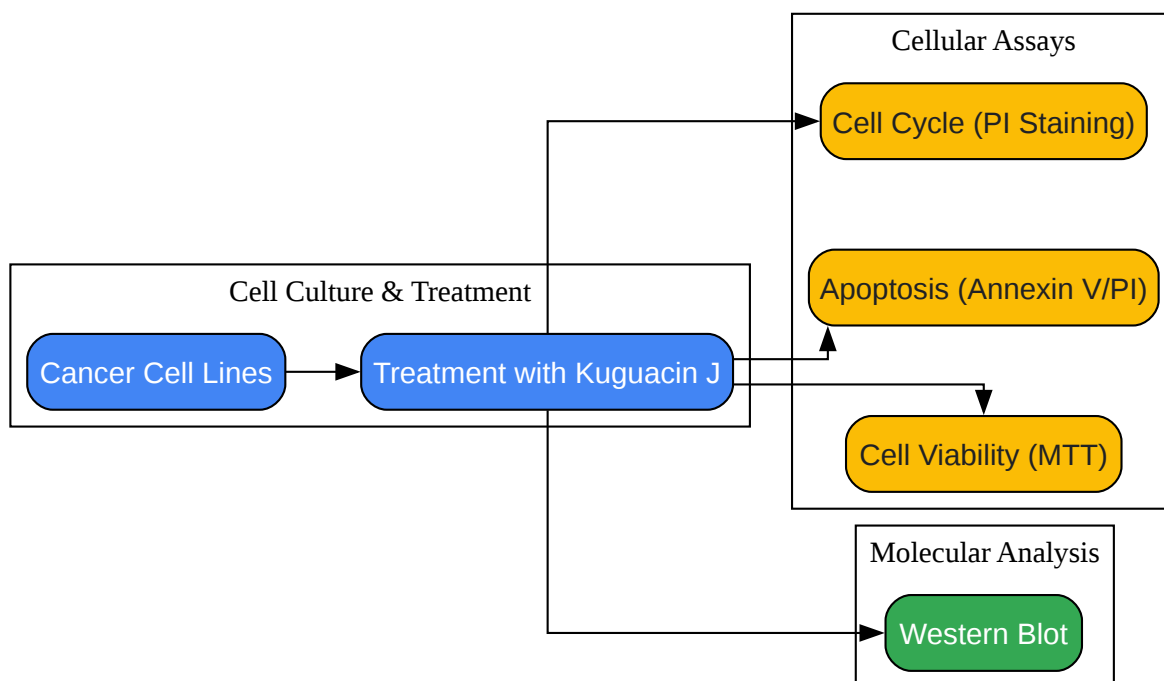 Cell Culture & Treatment
Cancer Cell Lines
Treatment with Kuguacin J
Cellular Assays
Cell Cycle (PI Staining)
Apoptosis (Annexin V/PI)
Cell Viability (MTT)
Molecular Analysis
Western Blot